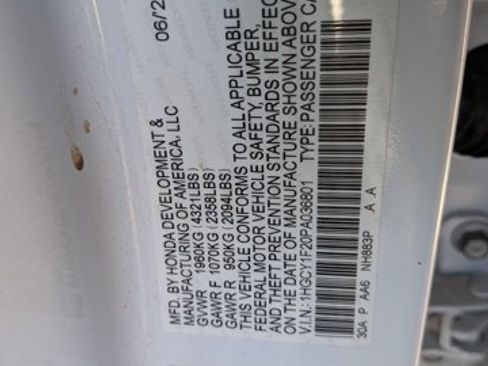 MFD. BY HONDA DEVELOPMENT &
MANUFACTURING OF AMERICA, LLC 06/2
GVWR 1960KG (4321LBS)
GAWR F 1070KG (2358LBS)
GAWR R 950KG (2094LBS)
THIS VEHICLE CONFORMS TO ALL APPLICABLE
FEDERAL MOTOR VEHICLE SAFETY, BUMPER,
AND THEFT PREVENTION STANDARDS IN EFFEC
ON THE DATE OF MANUFACTURE SHOWN ABOV
V.I.N.: 1HGCY1F20PA036801 TYPE: PASSENGER CA
30A P AA6 NH883P A A